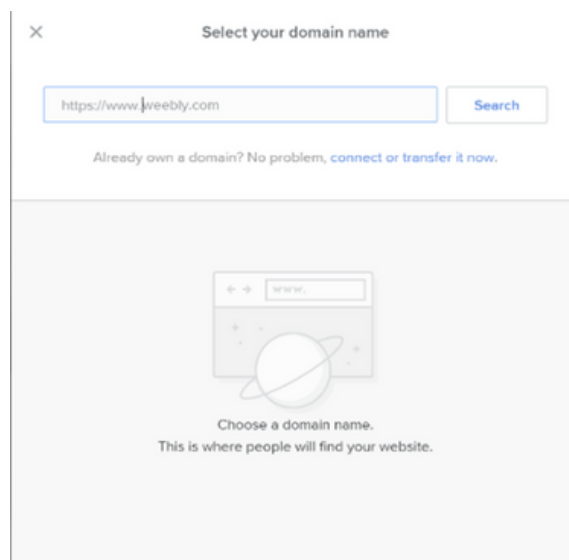 Select your domain name
https://www.weebly.com
Search
Already own a domain? No problem, connect or transfer it now.
www.
Choose a domain name.
This is where people will find your website.